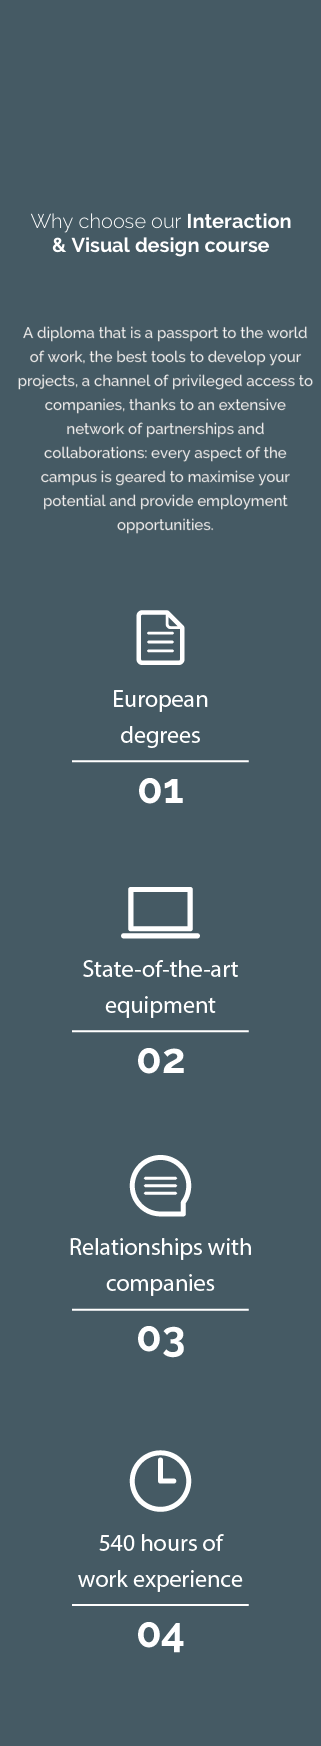 Why choose our Interaction
& Visual design course
A diploma that is a passport to the world
of work, the best tools to develop your
projects, a channel of privileged access to
companies, thanks to an extensive
network of partnerships and
collaborations: every aspect of the
campus is geared to maximise your
potential and provide employment
opportunities.
European
degrees
01
State-of-the-art
equipment
02
Relationships with
companies
03
540 hours of
work experience
04